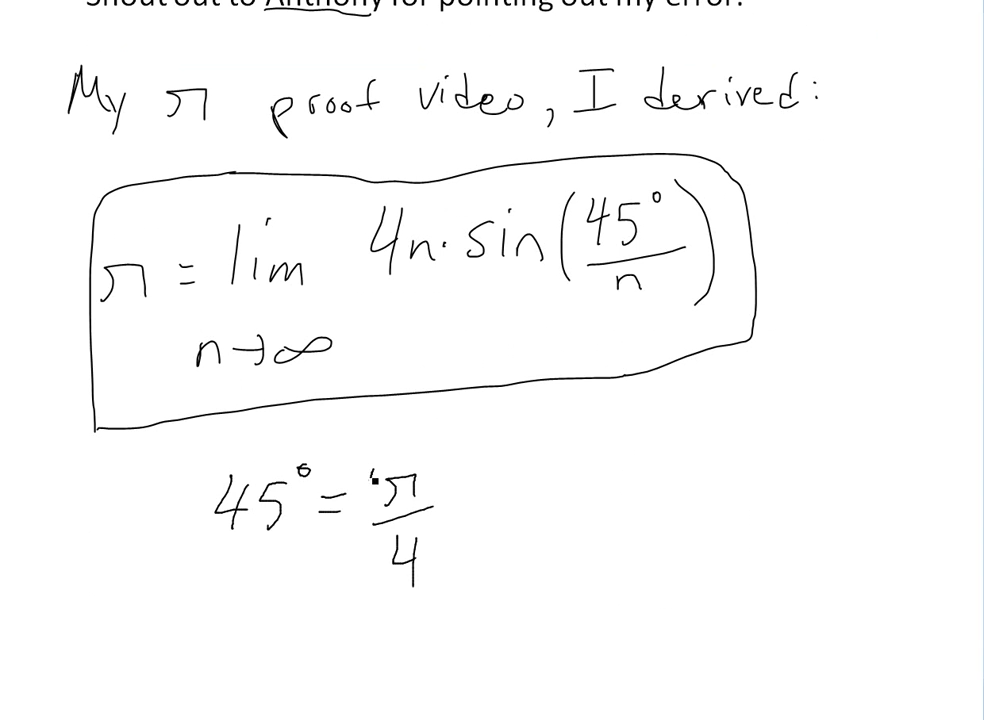 Shout out to Anthony for pointing out my error!
My π proof video, I derived:
π = lim 4n · sin(45°/n)
n→∞
45° = π/4